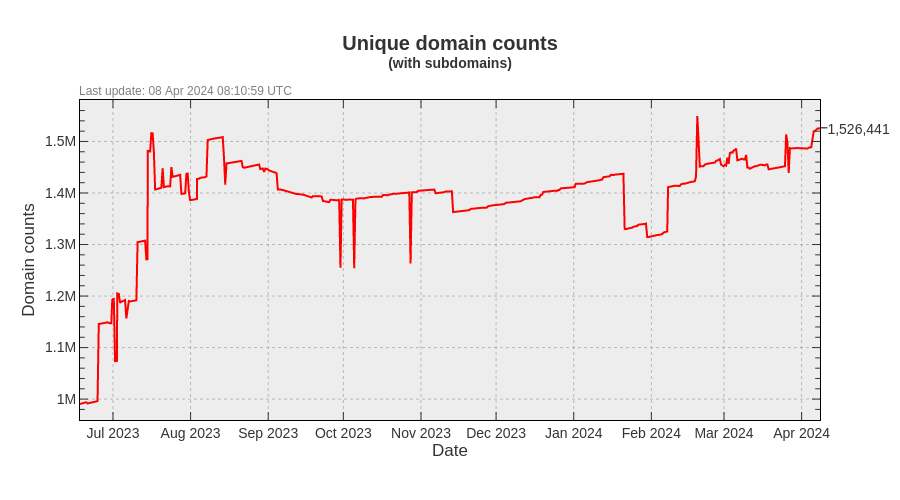 Unique domain counts
(with subdomains)
Last update: 08 Apr 2024 08:10:59 UTC
1,526,441
1.5M
1.4M
1.3M
1.2M
1.1M
1M
Domain counts
Jul 2023 Aug 2023 Sep 2023 Oct 2023 Nov 2023 Dec 2023 Jan 2024 Feb 2024 Mar 2024 Apr 2024
Date